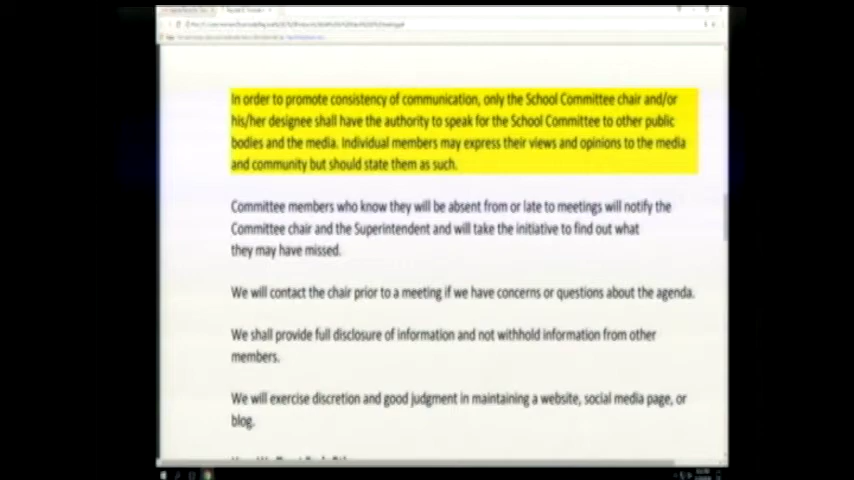 In order to promote consistency of communication, only the School Committee chair and/or
his/her designee shall have the authority to speak for the School Committee to other public
bodies and the media. Individual members may express their views and opinions to the media
and community but should state them as such.
Committee members who know they will be absent from or late to meetings will notify the
Committee chair and the Superintendent and will take the initiative to find out what
they may have missed.
We will contact the chair prior to a meeting if we have concerns or questions about the agenda.
We shall provide full disclosure of information and not withhold information from other
members.
We will exercise discretion and good judgment in maintaining a website, social media page, or
blog.